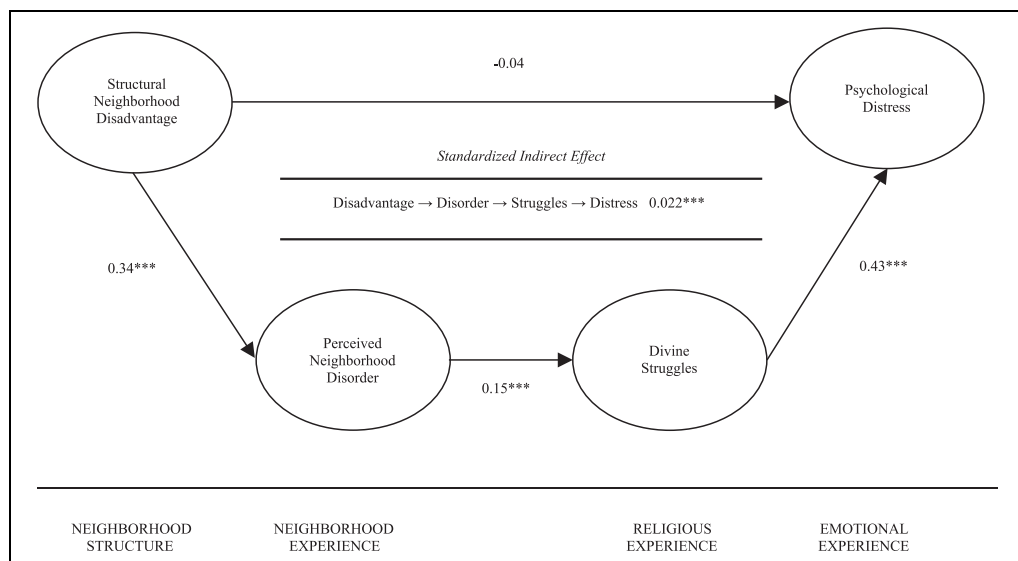 Structural
Neighborhood
Disadvantage
-0.04
Psychological
Distress
Standardized Indirect Effect
Disadvantage → Disorder → Struggles → Distress 0.022***
0.34***
0.43***
Perceived
Neighborhood
Disorder
0.15***
Divine
Struggles
NEIGHBORHOOD
STRUCTURE
NEIGHBORHOOD
EXPERIENCE
RELIGIOUS
EXPERIENCE
EMOTIONAL
EXPERIENCE